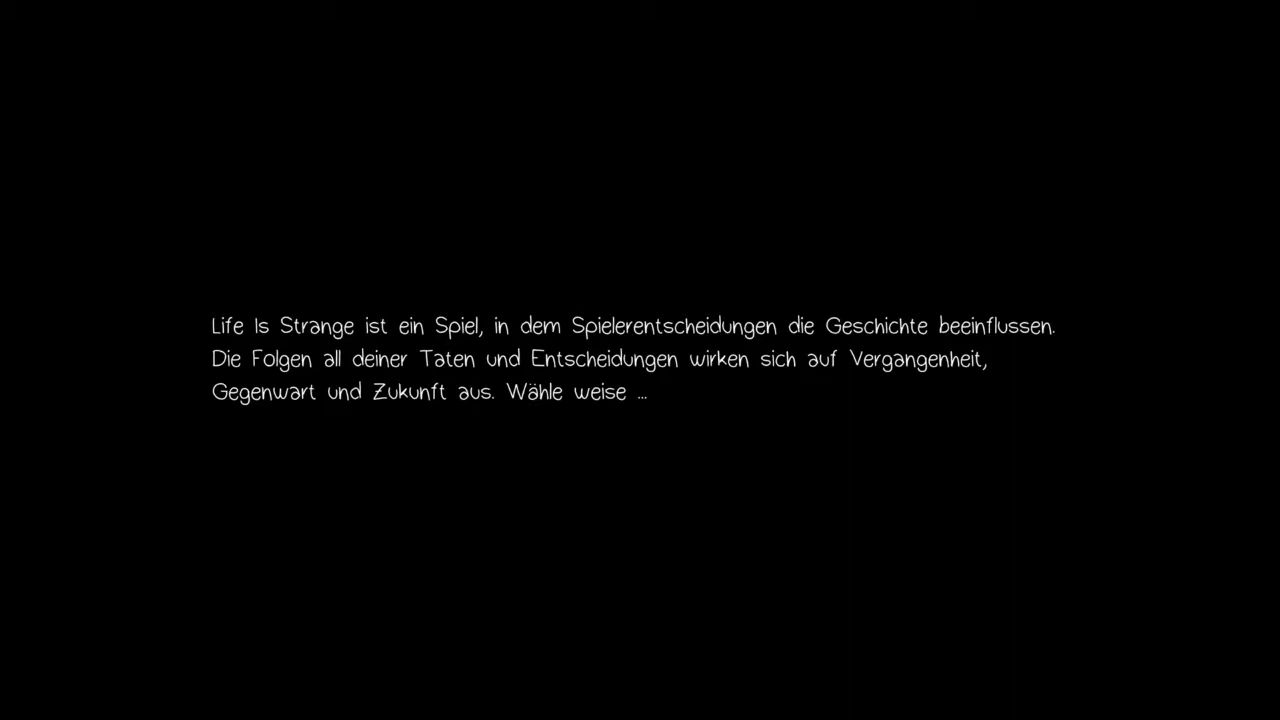 Life Is Strange ist ein Spiel, in dem Spielerentscheidungen die Geschichte beeinflussen.
Die Folgen all deiner Taten und Entscheidungen wirken sich auf Vergangenheit,
Gegenwart und Zukunft aus. Wähle weise ...